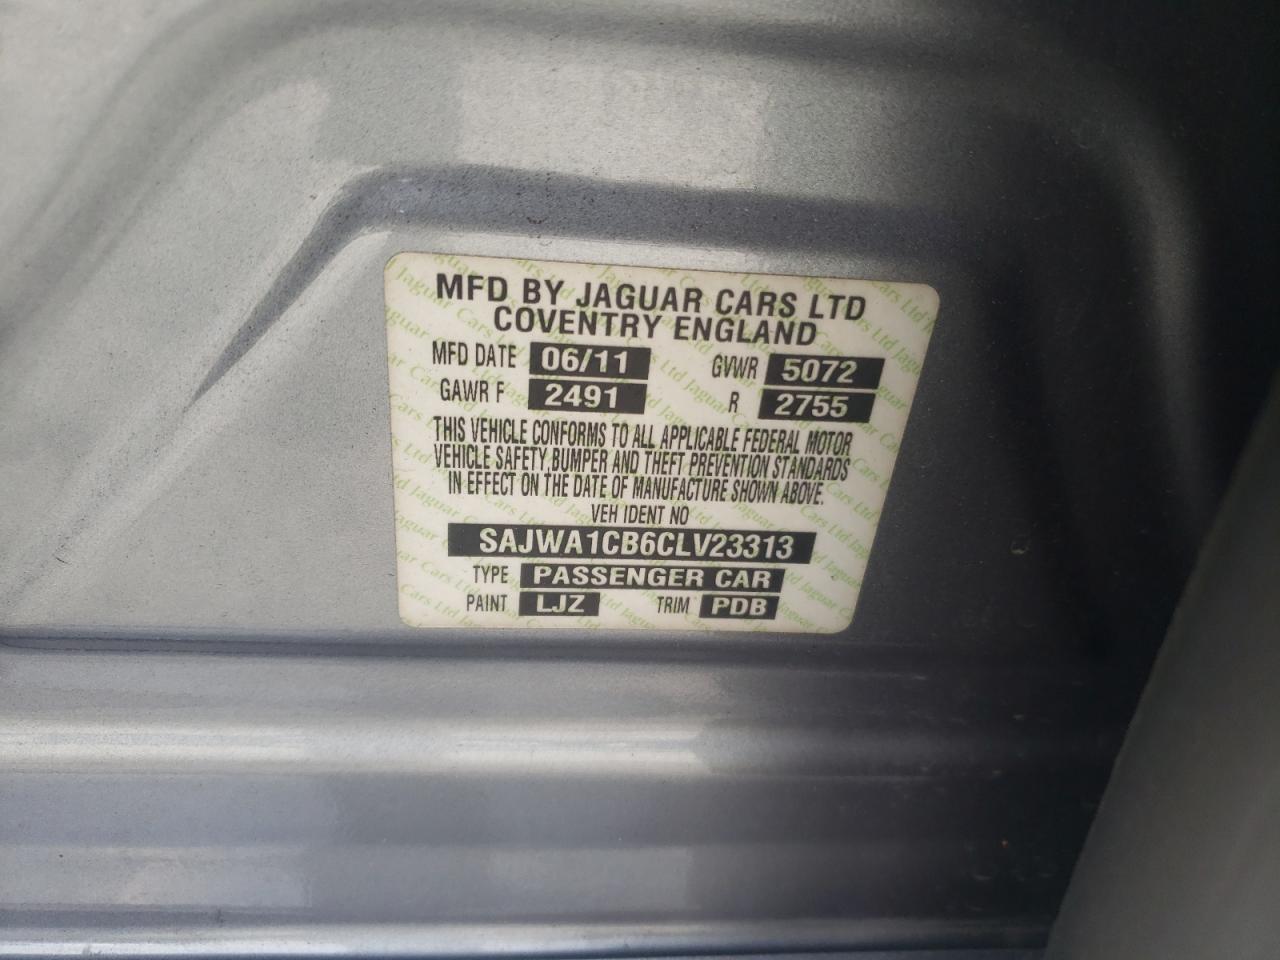 MFD BY JAGUAR CARS LTD
COVENTRY ENGLAND
MFD DATE 06/11 GVWR 5072
GAWR F 2491 R 2755
THIS VEHICLE CONFORMS TO ALL APPLICABLE FEDERAL MOTOR
VEHICLE SAFETY, BUMPER AND THEFT PREVENTION STANDARDS
IN EFFECT ON THE DATE OF MANUFACTURE SHOWN ABOVE.
VEH IDENT NO
SAJWA1CB6CLV23313
TYPE PASSENGER CAR
PAINT LJZ TRIM PDB